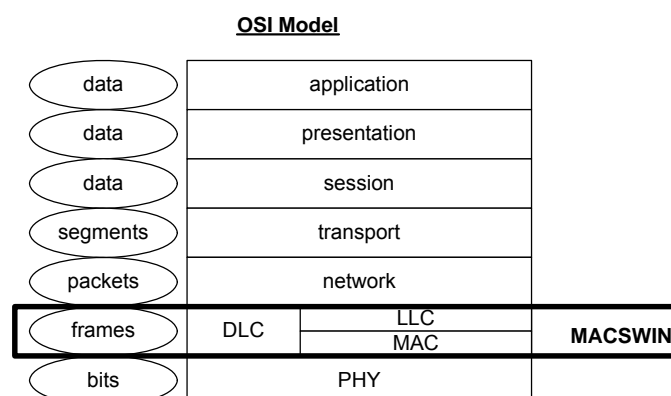 OSI Model
data application
data presentation
data session
segments transport
packets network
frames DLC LLC MAC MACSWIN
bits PHY